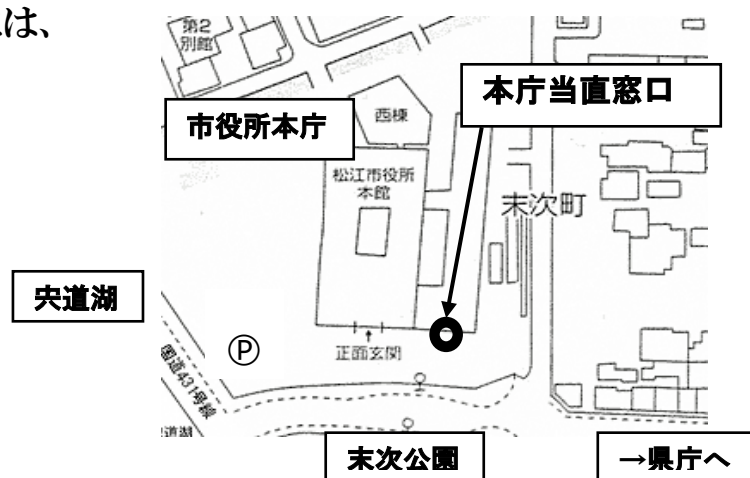 は、
第2
別館
本庁当直窓口
市役所本庁
西棟
松江市役所
本館
末次町
宍道湖
Ⓟ
正面玄関
国道431号線
道湖
末次公園
→県庁へ